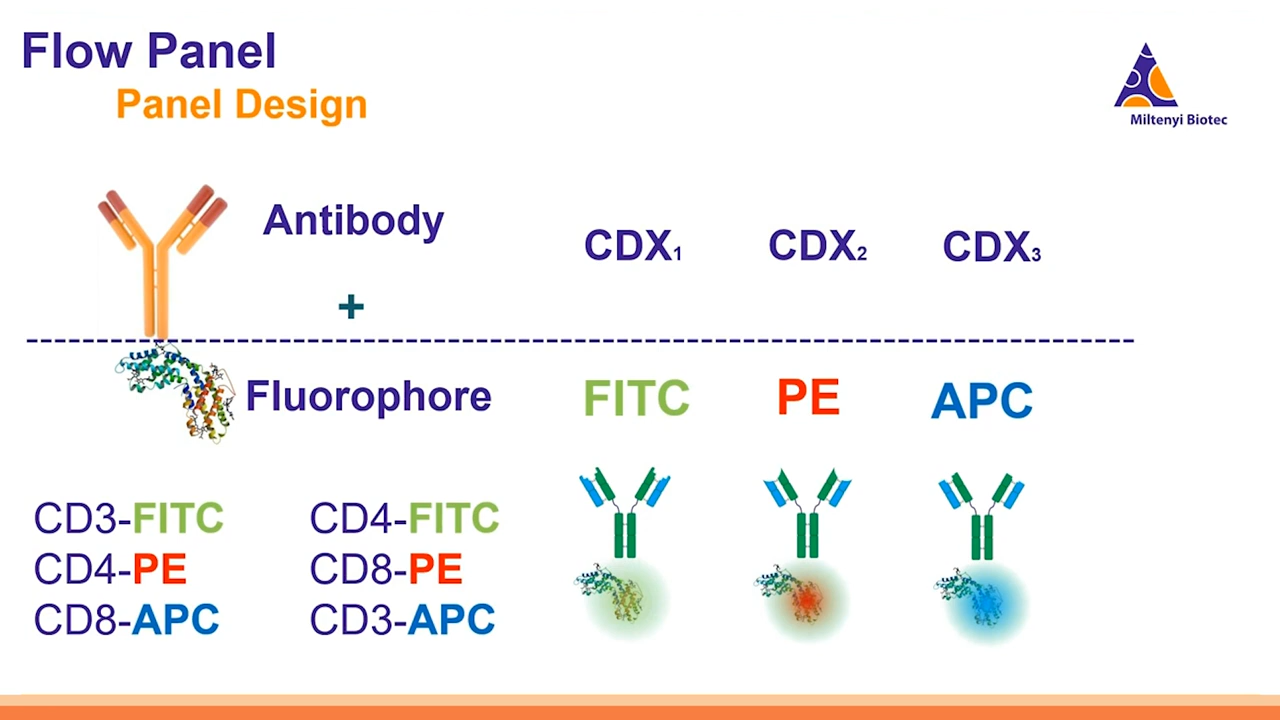 Flow Panel
Panel Design
Miltenyi Biotec
Antibody
CDX₁ CDX₂ CDX₃
+
Fluorophore
FITC PE APC
CD3-FITC CD4-FITC
CD4-PE CD8-PE
CD8-APC CD3-APC